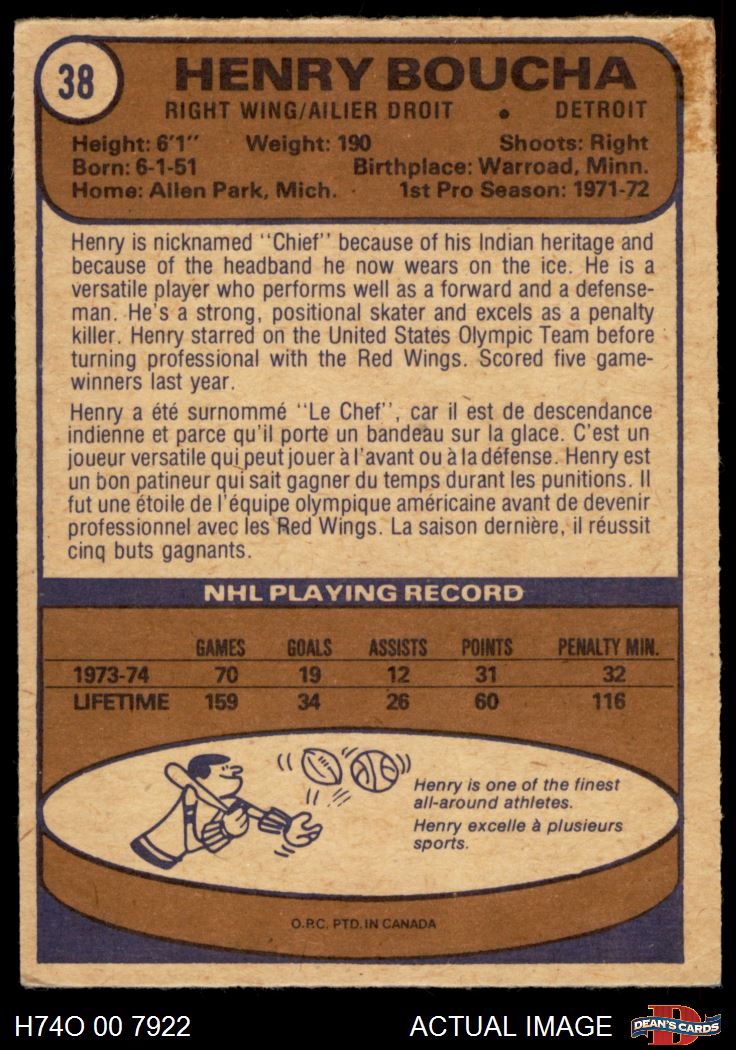 38
HENRY BOUCHA
RIGHT WING/AILIER DROIT • DETROIT
Height: 6'1" Weight: 190 Shoots: Right
Born: 6-1-51 Birthplace: Warroad, Minn.
Home: Allen Park, Mich. 1st Pro Season: 1971-72
Henry is nicknamed "Chief" because of his Indian heritage and
because of the headband he now wears on the ice. He is a
versatile player who performs well as a forward and a defense-
man. He's a strong, positional skater and excels as a penalty
killer. Henry starred on the United States Olympic Team before
turning professional with the Red Wings. Scored five game-
winners last year.
Henry a été surnommé "Le Chef", car il est de descendance
indienne et parce qu'il porte un bandeau sur la glace. C'est un
joueur versatile qui peut jouer à l'avant ou à la défense. Henry est
un bon patineur qui sait gagner du temps durant les punitions. Il
fut une étoile de l'équipe olympique américaine avant de devenir
professionnel avec les Red Wings. La saison dernière, il réussit
cinq buts gagnants.
NHL PLAYING RECORD
GAMES GOALS ASSISTS POINTS PENALTY MIN.
1973-74 70 19 12 31 32
LIFETIME 159 34 26 60 116
Henry is one of the finest
all-around athletes.
Henry excelle à plusieurs
sports.
O.P.C. PTD. IN CANADA
H74O 00 7922 ACTUAL IMAGE DEAN'S CARDS